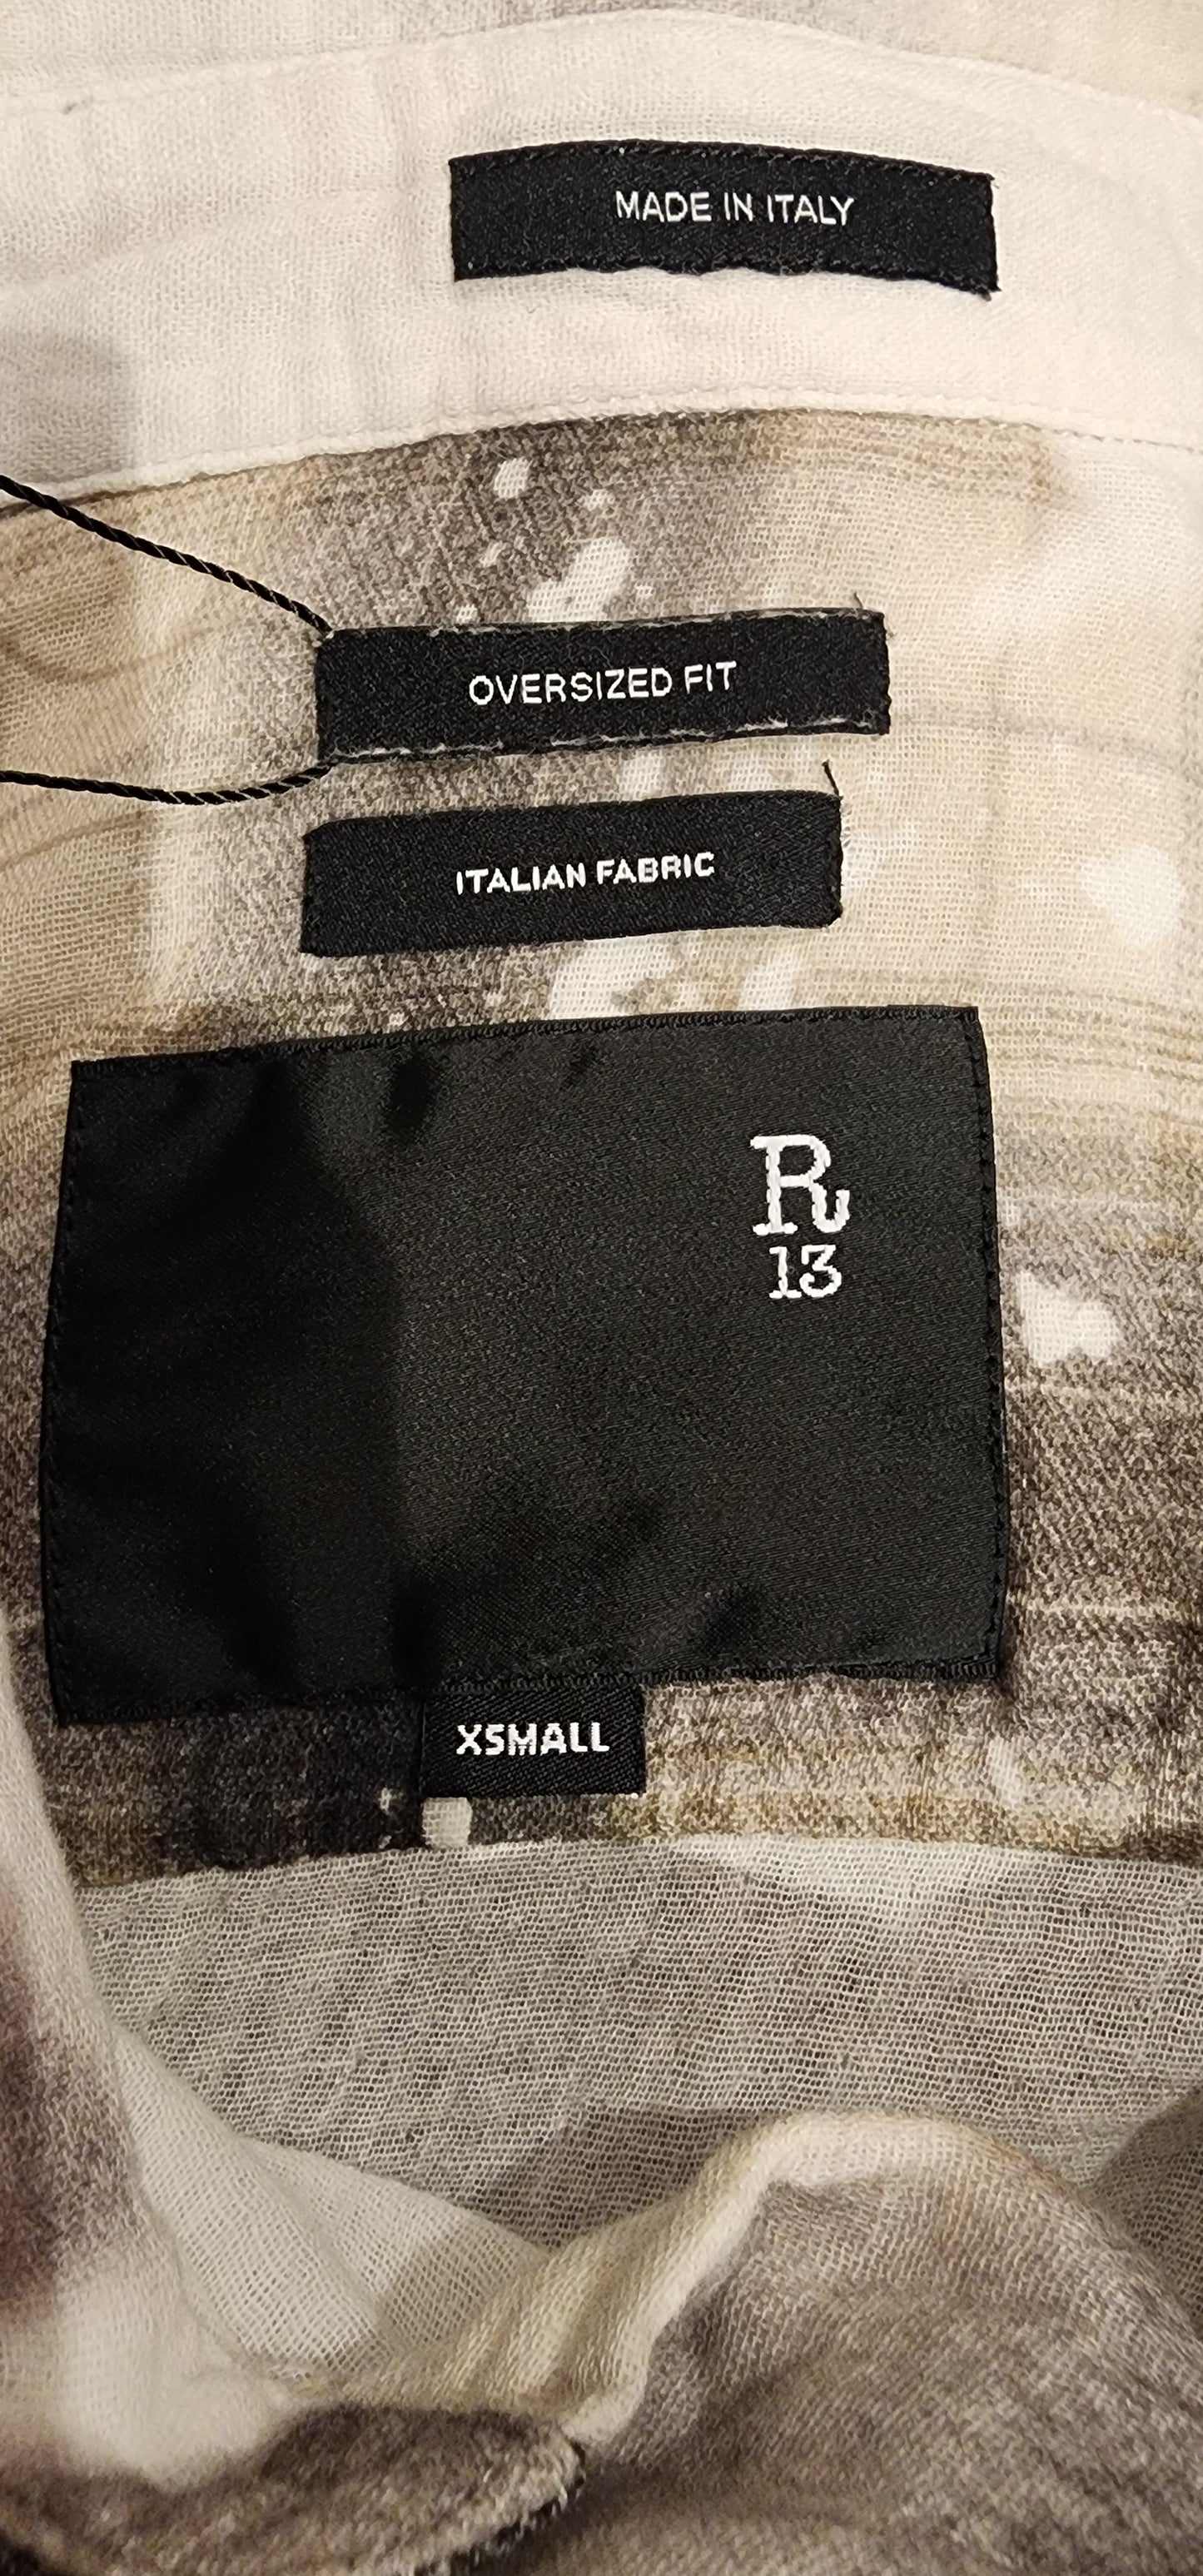 MADE IN ITALY
OVERSIZED FIT
ITALIAN FABRIC
R
13
XSMALL